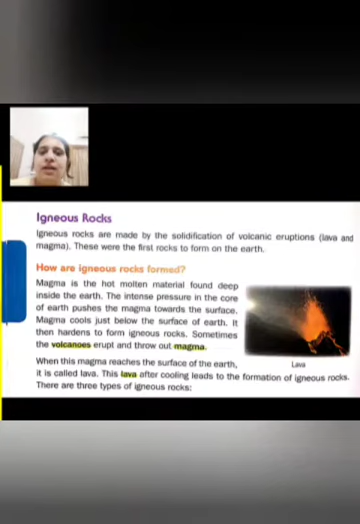 Igneous Rocks
Igneous rocks are made by the solidification of volcanic eruptions (lava and
magma). These were the first rocks to form on the earth.
How are igneous rocks formed?
Magma is the hot molten material found deep
inside the earth. The intense pressure in the core
of earth pushes the magma towards the surface.
Magma cools just below the surface of earth. It
then hardens to form igneous rocks. Sometimes
the volcanoes erupt and throw out magma.
When this magma reaches the surface of the earth,
it is called lava. This lava after cooling leads to the formation of igneous rocks.
There are three types of igneous rocks:
Lava